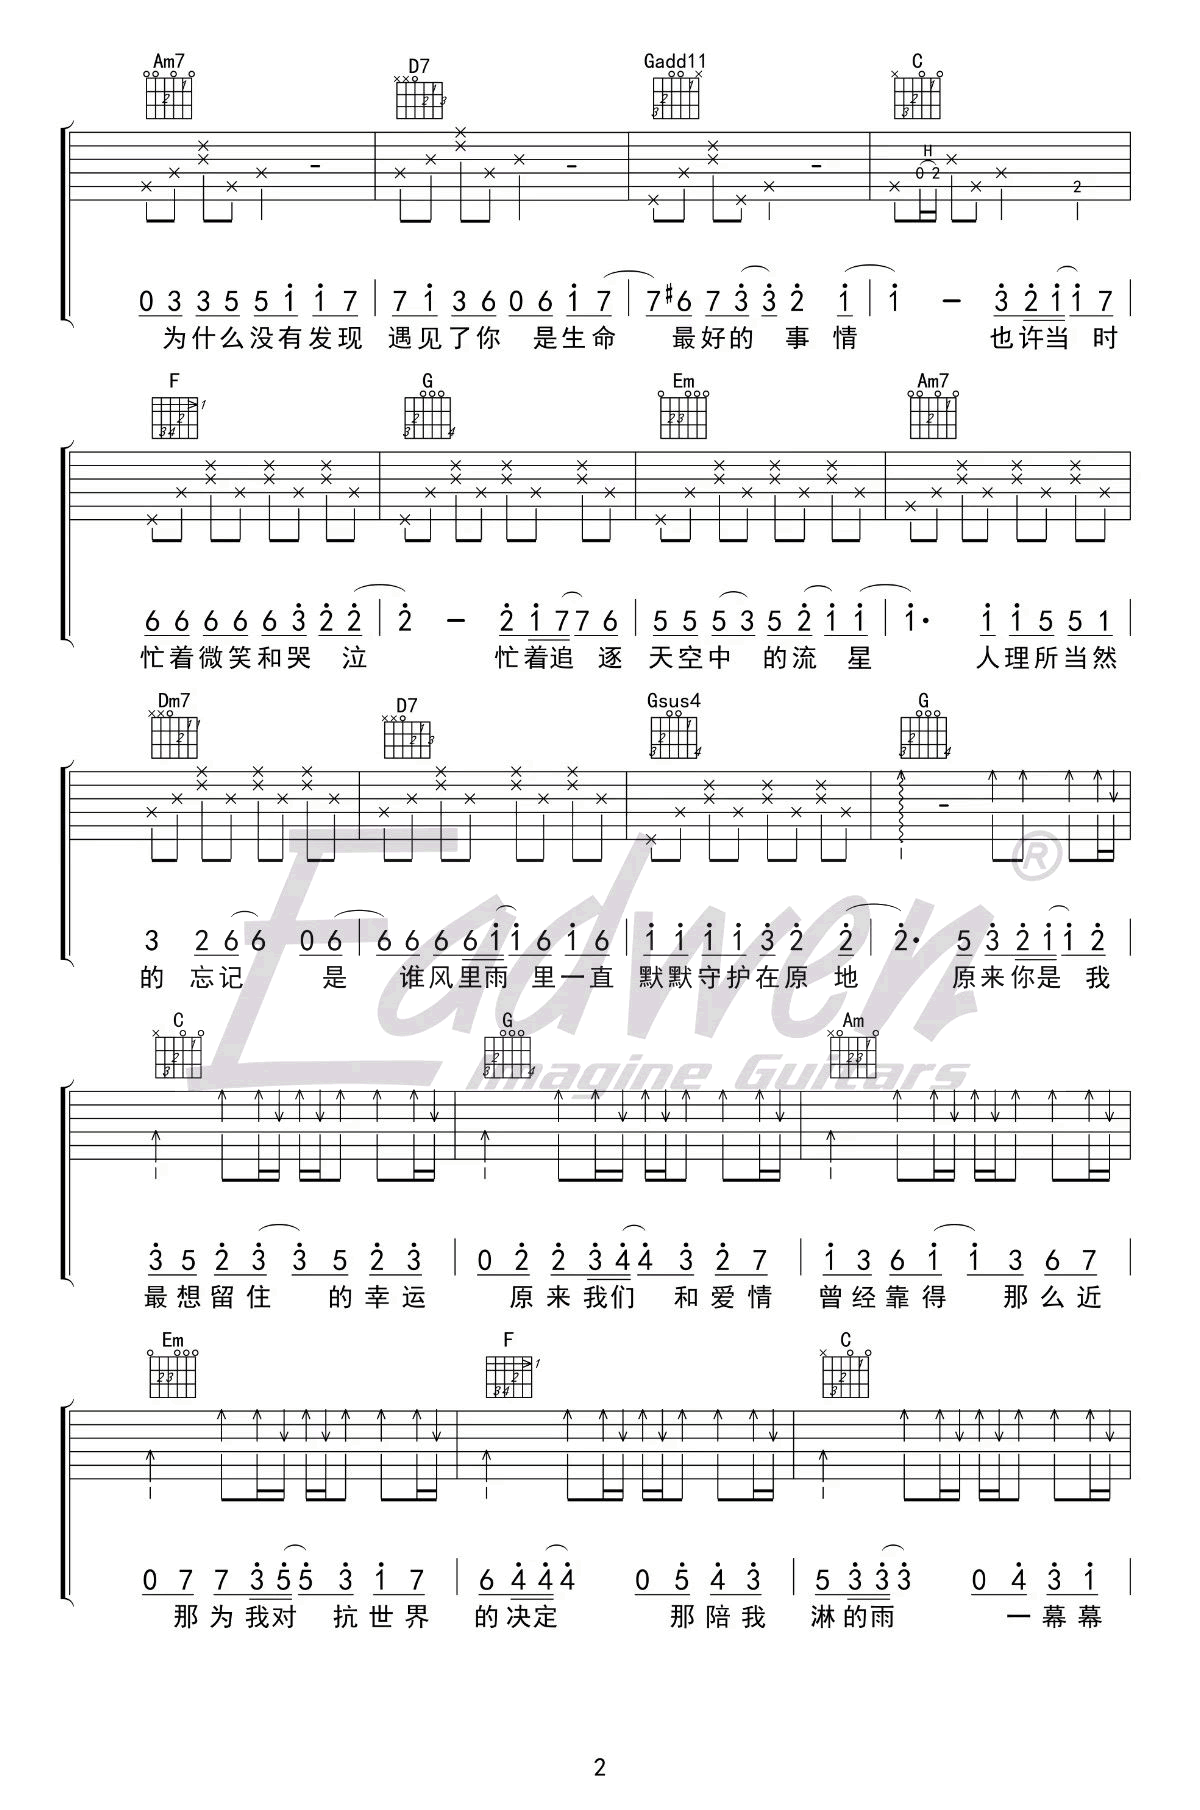 Am7 D7 Gadd11 C
H
0 2 2
0 3 3 5 5 1 1 7 | 7 1 3 6 0 6 1 7 | 7 #6 7 3 3 2 1 | 1 - 3 2 1 1 7 |
为什么没有发现 遇见了你 是生命 最好的 事 情 也许当 时
F G Em Am7
6 6 6 6 6 3 2 2 | 2 - 2 1 7 7 6 | 5 5 5 3 5 2 1 1 | 1· 1 1 5 5 1 |
忙着微笑和哭 泣 忙着追 逐 天空中 的流 星 人理所当然
Dm7 D7 Gsus4 G
3 2 6 6 0 6 | 6 6 6 6 1 1 6 1 6 | 1 1 1 1 3 2 2 | 2· 5 3 2 1 1 2 |
的 忘记 是 谁风里雨 里一直 默默守护在原 地 原来你是 我
Eadwen ®
Imagine Guitars
C G Am
3 5 2 3 3 5 2 3 | 0 2 2 3 4 4 3 2 7 | 1 3 6 1 1 3 6 7 |
最想留住 的幸运 原来我们 和爱情 曾经靠得 那么近
Em F C
0 7 7 3 5 5 3 1 7 | 6 4 4 4 0 5 4 3 | 5 3 3 3 0 4 3 1 |
那为我对 抗世界 的决定 那陪我 淋的雨 一幕幕
2